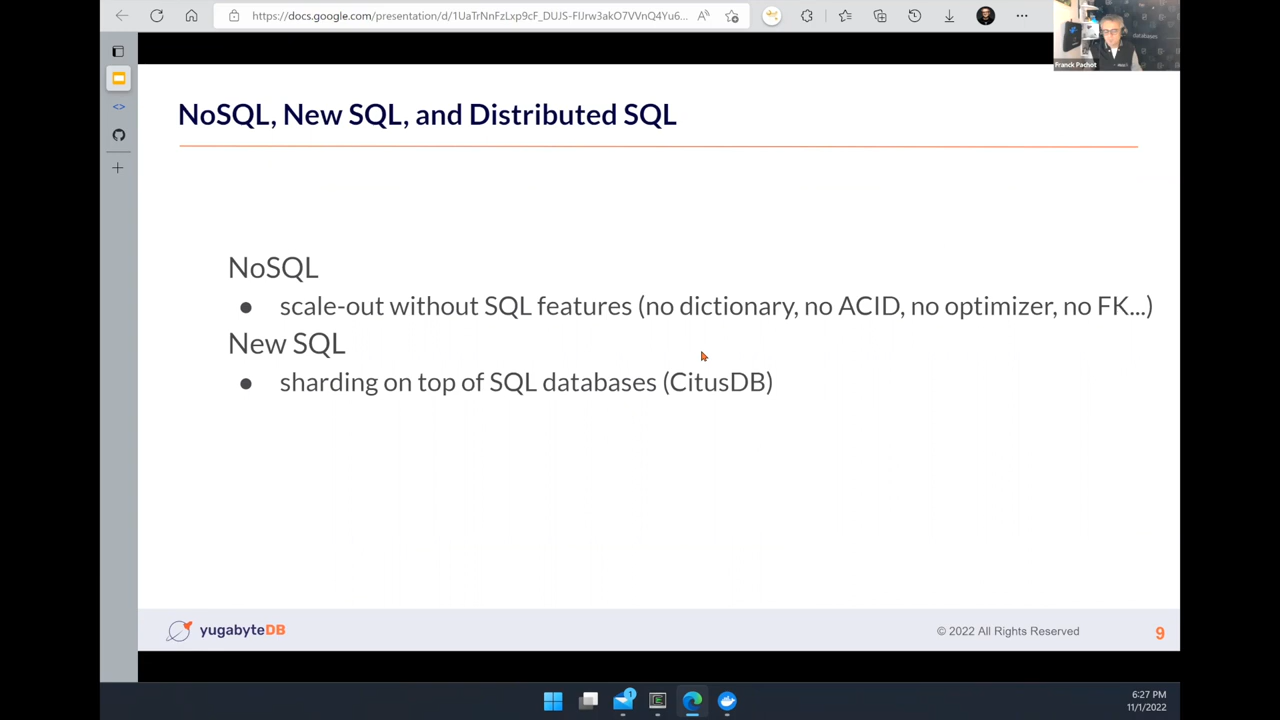 https://docs.google.com/presentation/d/1UaTrNnFzLxp9cF_DUJS-FIJrw3akO7VVnQ4Yu6...
databases
Franck Pachot
NoSQL, New SQL, and Distributed SQL
NoSQL
● scale-out without SQL features (no dictionary, no ACID, no optimizer, no FK...)
New SQL
● sharding on top of SQL databases (CitusDB)
yugabyteDB
© 2022 All Rights Reserved
9
1
6:27 PM
11/1/2022